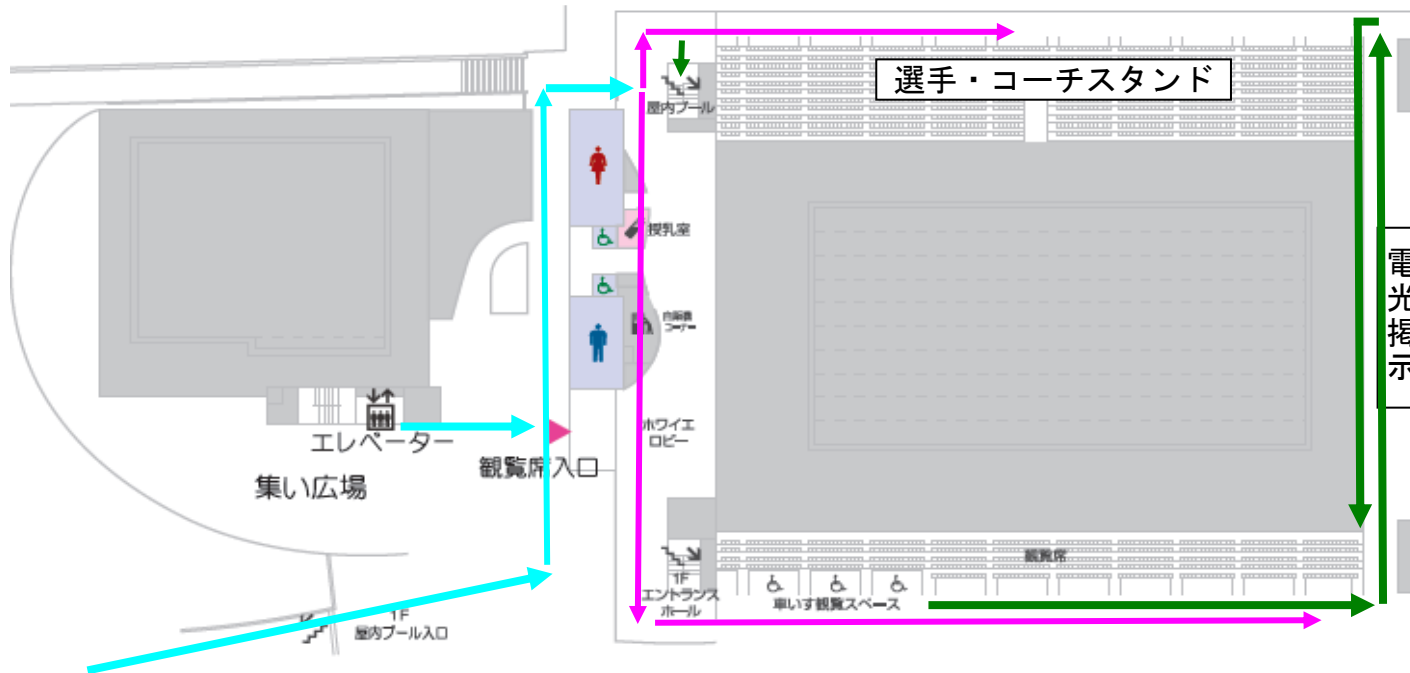 選手・コーチスタンド
屋内プール
授乳室
自販機
コーナー
電
光
掲
示
エレベーター
ホワイエ
ロビー
観覧席入口
集い広場
観覧席
1F
エントランス
ホール
車いす観覧スペース
1F
屋内プール入口